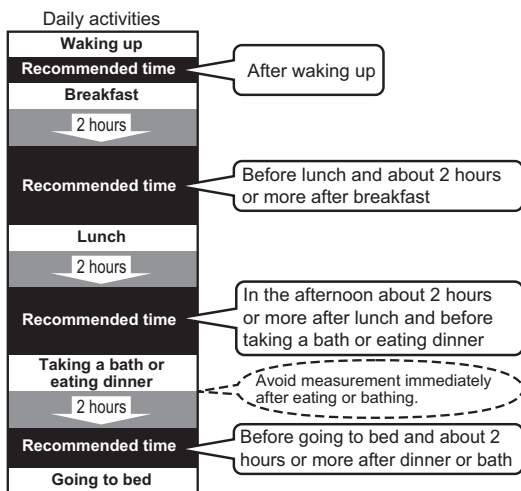 Daily activities
Waking up
Recommended time
After waking up
Breakfast
2 hours
Recommended time
Before lunch and about 2 hours
or more after breakfast
Lunch
2 hours
Recommended time
In the afternoon about 2 hours
or more after lunch and before
taking a bath or eating dinner
Taking a bath or
eating dinner
Avoid measurement immediately
after eating or bathing.
2 hours
Recommended time
Before going to bed and about 2
hours or more after dinner or bath
Going to bed